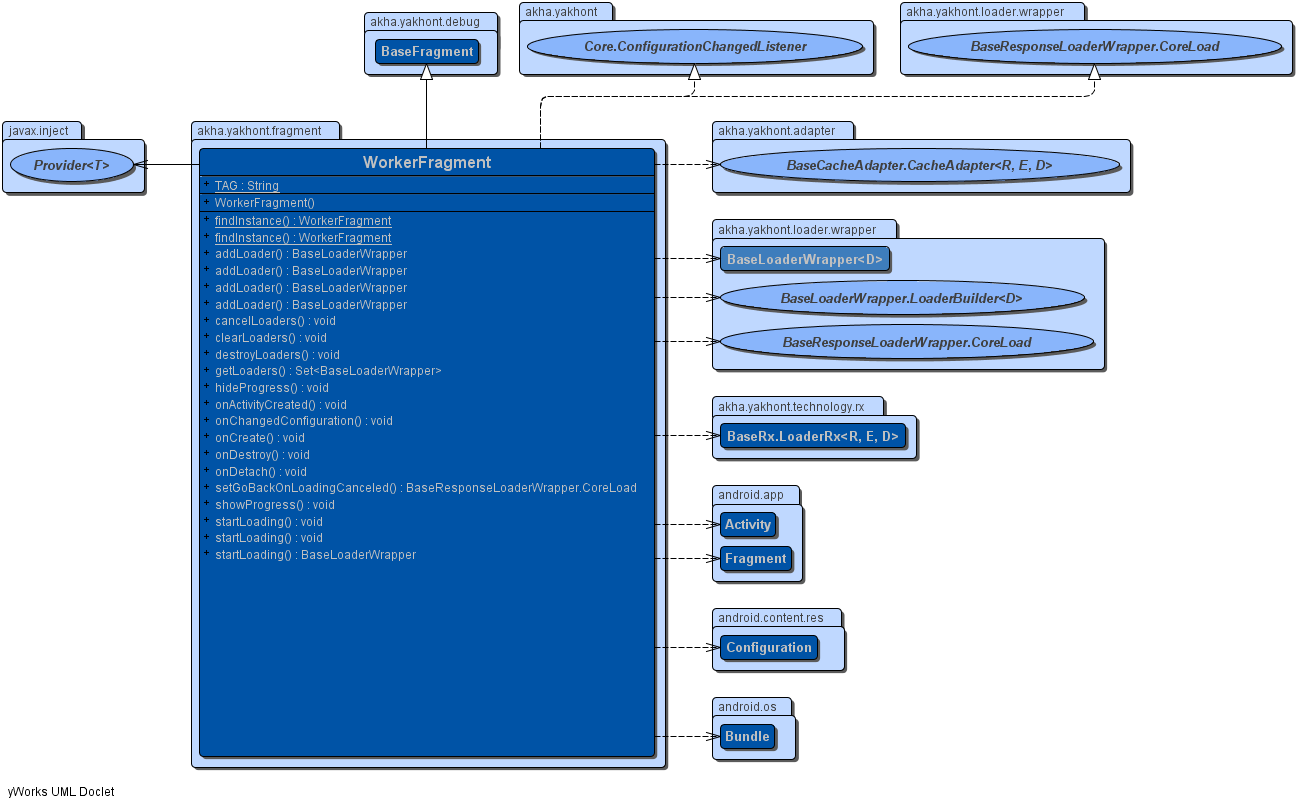 akha.yakhont.debug
BaseFragment
akha.yakhont
Core.ConfigurationChangedListener
akha.yakhont.loader.wrapper
BaseResponseLoaderWrapper.CoreLoad
javax.inject
Provider<T>
akha.yakhont.fragment
WorkerFragment
+ TAG : String
+ WorkerFragment()
+ findInstance() : WorkerFragment
+ findInstance() : WorkerFragment
+ addLoader() : BaseLoaderWrapper
+ addLoader() : BaseLoaderWrapper
+ addLoader() : BaseLoaderWrapper
+ addLoader() : BaseLoaderWrapper
+ cancelLoaders() : void
+ clearLoaders() : void
+ destroyLoaders() : void
+ getLoaders() : Set<BaseLoaderWrapper>
+ hideProgress() : void
+ onActivityCreated() : void
+ onChangedConfiguration() : void
+ onCreate() : void
+ onDestroy() : void
+ onDetach() : void
+ setGoBackOnLoadingCanceled() : BaseResponseLoaderWrapper.CoreLoad
+ showProgress() : void
+ startLoading() : void
+ startLoading() : void
+ startLoading() : BaseLoaderWrapper
akha.yakhont.adapter
BaseCacheAdapter.CacheAdapter<R, E, D>
akha.yakhont.loader.wrapper
BaseLoaderWrapper<D>
BaseLoaderWrapper.LoaderBuilder<D>
BaseResponseLoaderWrapper.CoreLoad
akha.yakhont.technology.rx
BaseRx.LoaderRx<R, E, D>
android.app
Activity
Fragment
android.content.res
Configuration
android.os
Bundle
yWorks UML Doclet